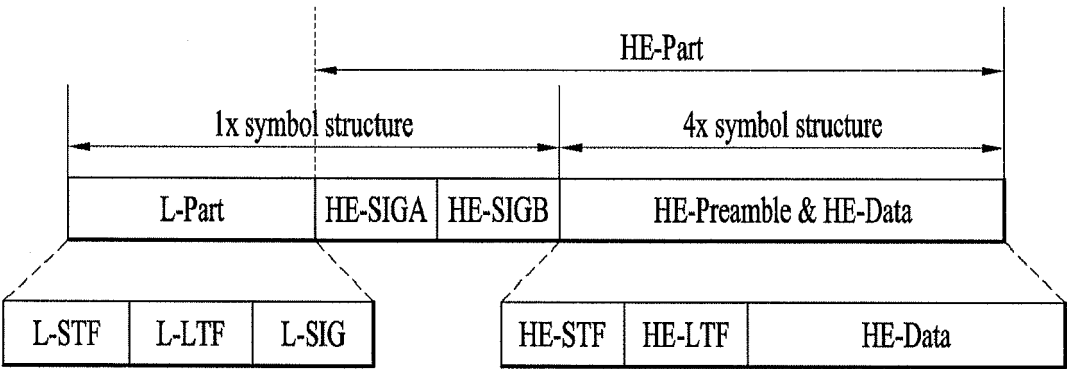 HE-Part
1x symbol structure
4x symbol structure
L-Part
HE-SIGA
HE-SIGB
HE-Preamble & HE-Data
L-STF
L-LTF
L-SIG
HE-STF
HE-LTF
HE-Data